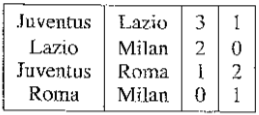 Juventus Lazio 3 1
Lazio Milan 2 0
Juventus Roma 1 2
Roma Milan 0 1